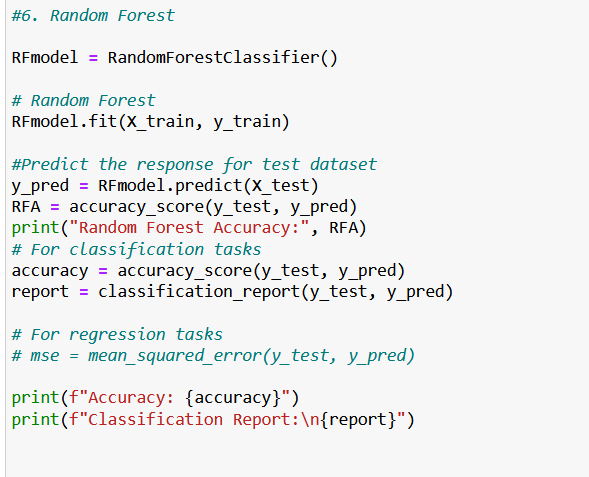 #6. Random Forest
RFmodel = RandomForestClassifier()
# Random Forest
RFmodel.fit(X_train, y_train)
#Predict the response for test dataset
y_pred = RFmodel.predict(X_test)
RFA = accuracy_score(y_test, y_pred)
print("Random Forest Accuracy:", RFA)
# For classification tasks
accuracy = accuracy_score(y_test, y_pred)
report = classification_report(y_test, y_pred)
# For regression tasks
# mse = mean_squared_error(y_test, y_pred)
print(f"Accuracy: {accuracy}")
print(f"Classification Report:\n{report}")